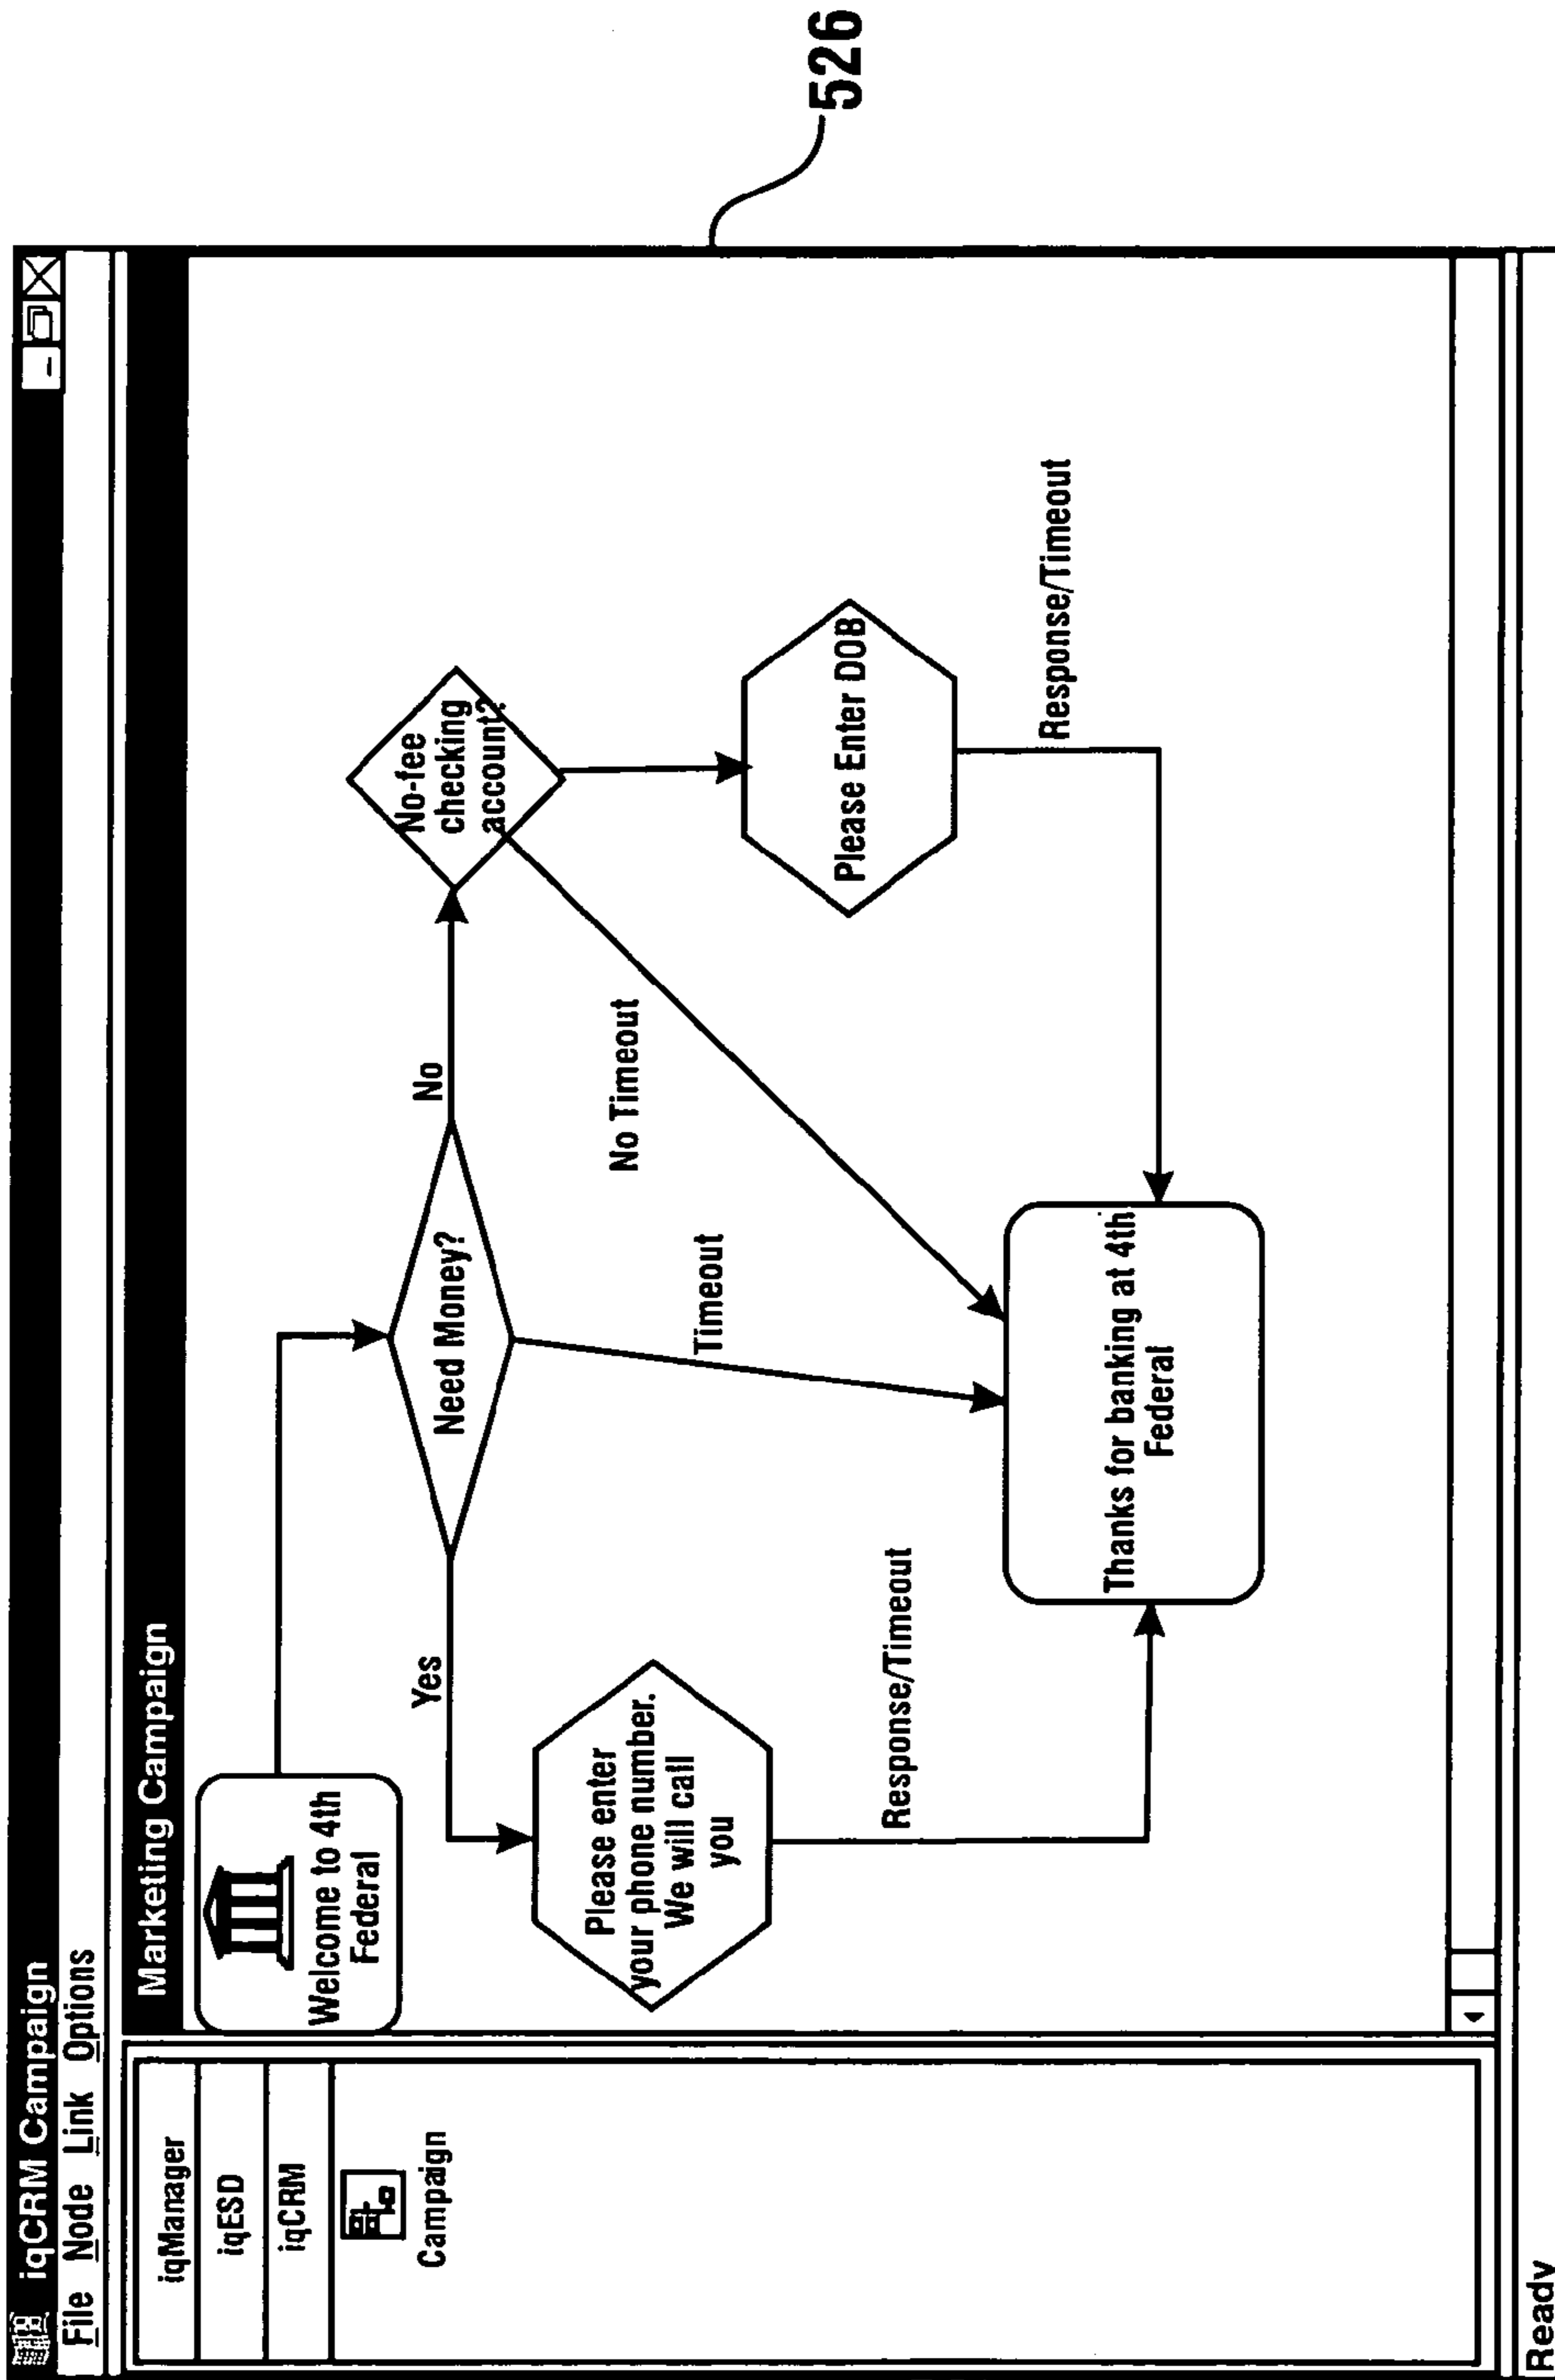 iqCRM Campaign
File Node Link Options
iqManager
iqESD
iqCRM
Campaign
Marketing Campaign
Welcome to 4th
Federal
Need Money?
Yes
No
No-fee
checking
account?
Please enter
your phone number.
We will call
you
Timeout
No Timeout
Please Enter DOB
Response/Timeout
Response/Timeout
Thanks for banking at 4th
Federal
Ready
526